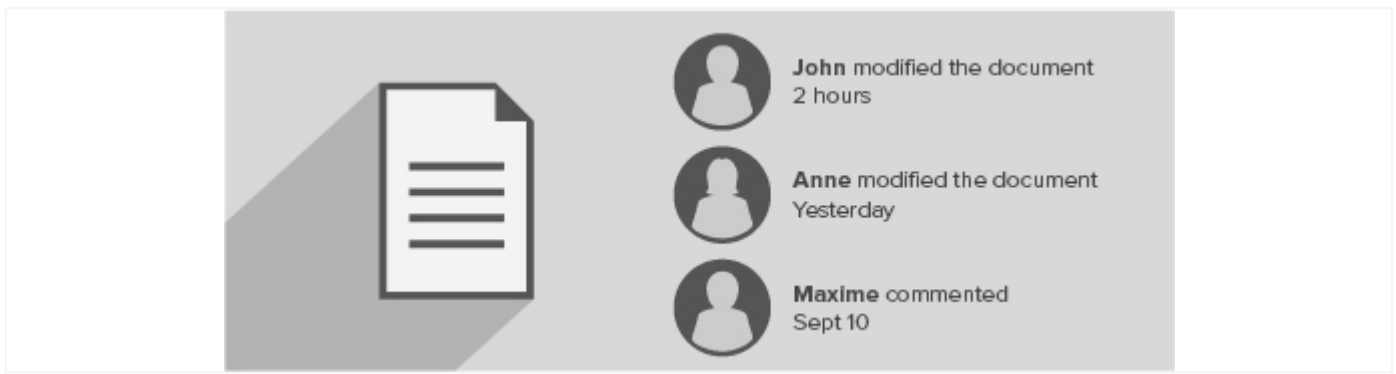 John modified the document
2 hours
Anne modified the document
Yesterday
Maxime commented
Sept 10